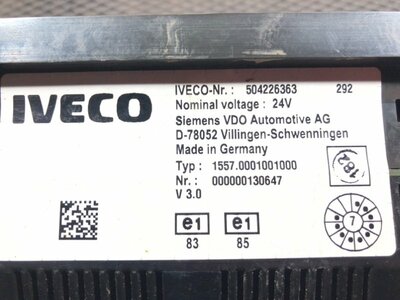 IVECO
IVECO-Nr.: 504226363 292
Nominal voltage : 24V
Siemens VDO Automotive AG
D-78052 Villingen-Schwenningen
Made in Germany
Typ : 1557.0001001000
Nr. : 000000130647
V 3.0
182
e1 e1
83 85
7